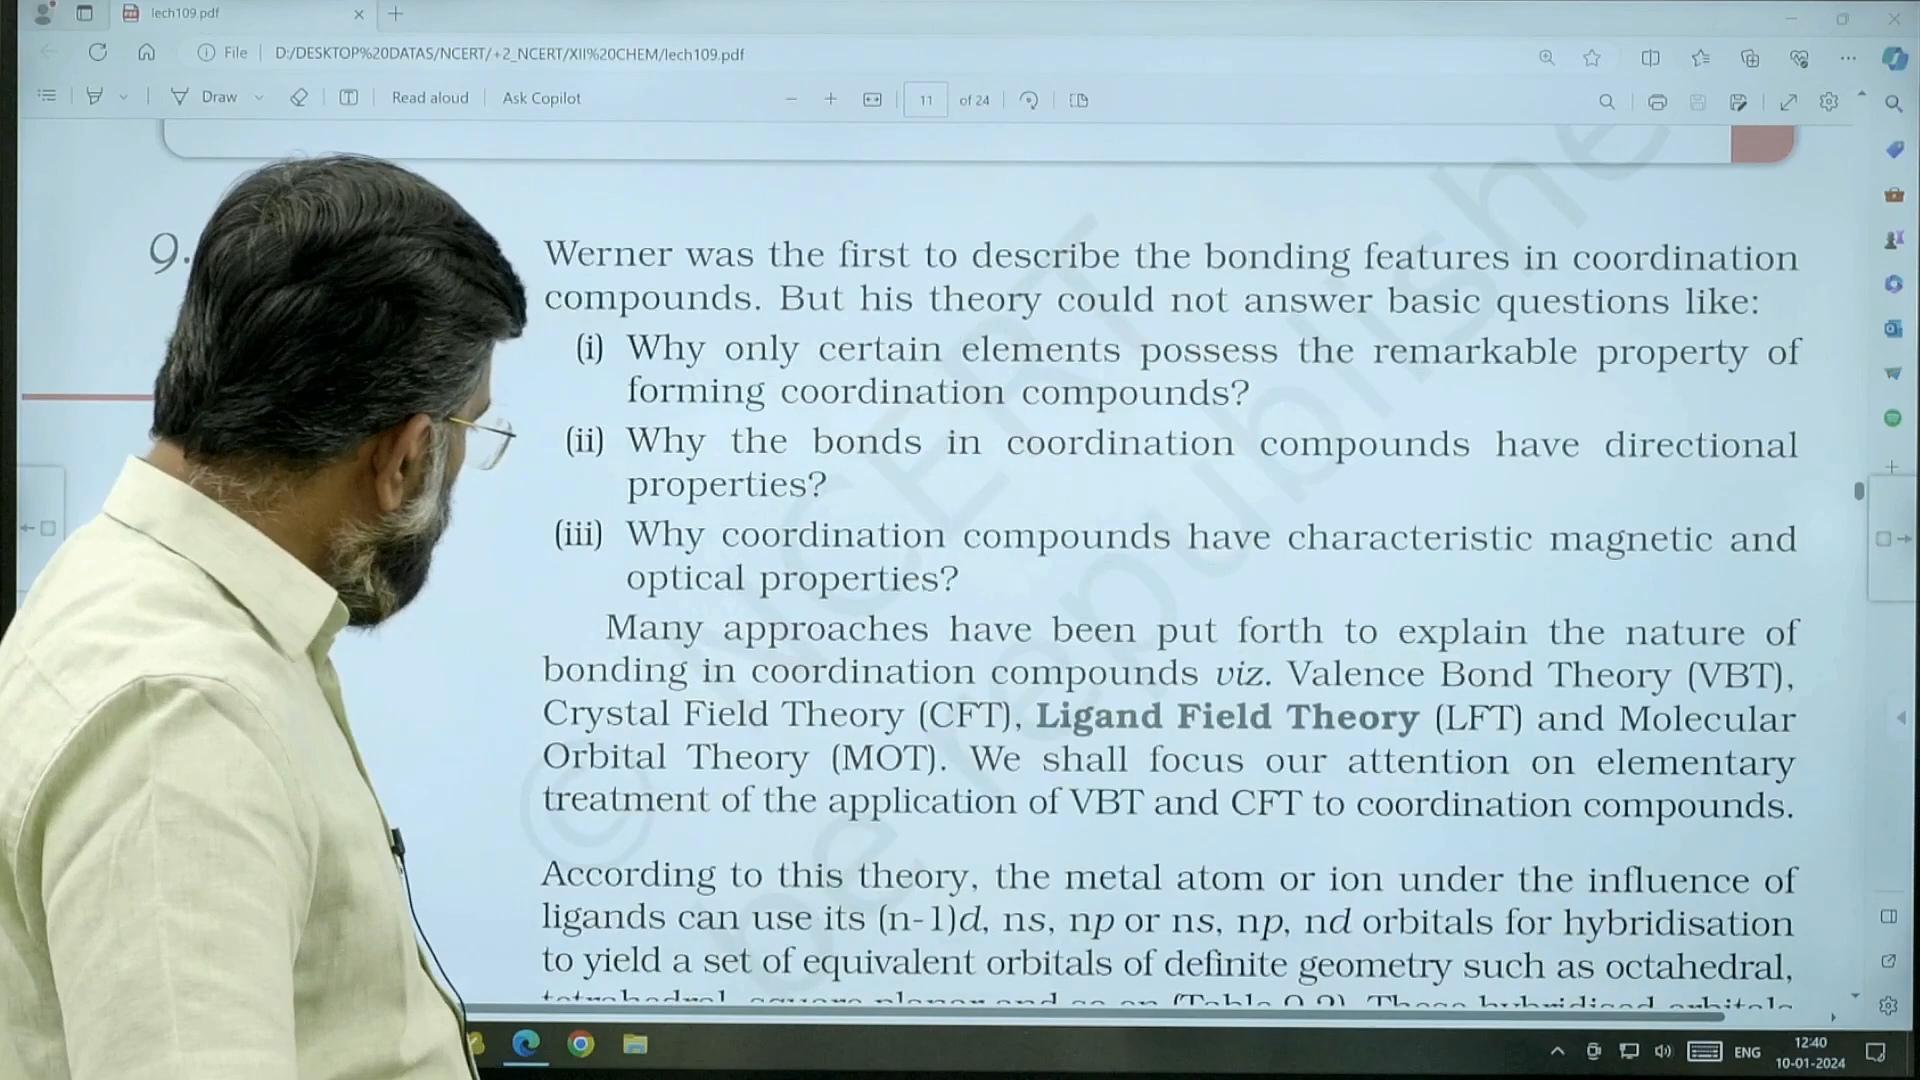 lech109.pdf
File
D:/DESKTOP%20DATAS/NCERT/+2_NCERT/XII%20CHEM/lech109.pdf
Draw
Read aloud
Ask Copilot
11
of 24
9.
Werner was the first to describe the bonding features in coordination
compounds. But his theory could not answer basic questions like:
(i) Why only certain elements possess the remarkable property of
forming coordination compounds?
(ii) Why the bonds in coordination compounds have directional
properties?
(iii) Why coordination compounds have characteristic magnetic and
optical properties?
Many approaches have been put forth to explain the nature of
bonding in coordination compounds viz. Valence Bond Theory (VBT),
Crystal Field Theory (CFT), Ligand Field Theory (LFT) and Molecular
Orbital Theory (MOT). We shall focus our attention on elementary
treatment of the application of VBT and CFT to coordination compounds.
According to this theory, the metal atom or ion under the influence of
ligands can use its (n-1)d, ns, np or ns, np, nd orbitals for hybridisation
to yield a set of equivalent orbitals of definite geometry such as octahedral,
© NCERT
be republishe
ENG
12:40
10-01-2024